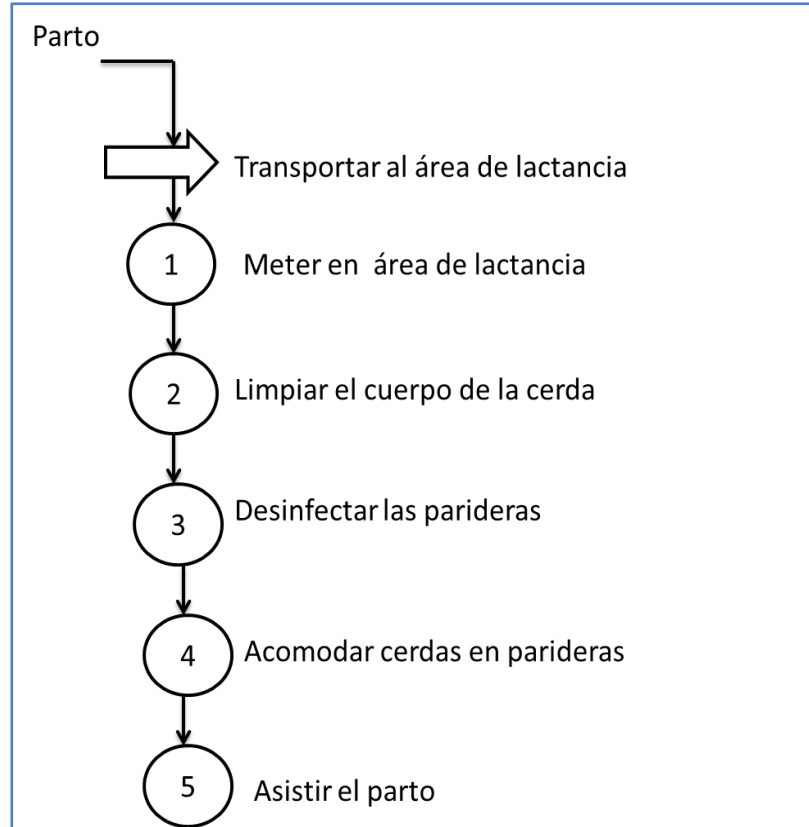 Parto
Transportar al área de lactancia
1 Meter en área de lactancia
2 Limpiar el cuerpo de la cerda
3 Desinfectar las parideras
4 Acomodar cerdas en parideras
5 Asistir el parto